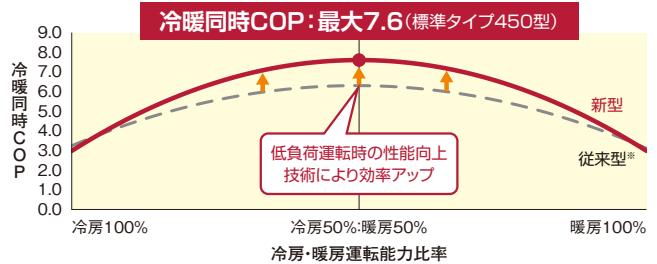 冷暖同時COP：最大7.6（標準タイプ450型）
冷暖同時COP
9.0
8.0
7.0
6.0
5.0
4.0
3.0
2.0
1.0
0.0
新型
従来型※
低負荷運転時の性能向上
技術により効率アップ
冷房100%
冷房50%：暖房50%
暖房100%
冷房・暖房運転能力比率